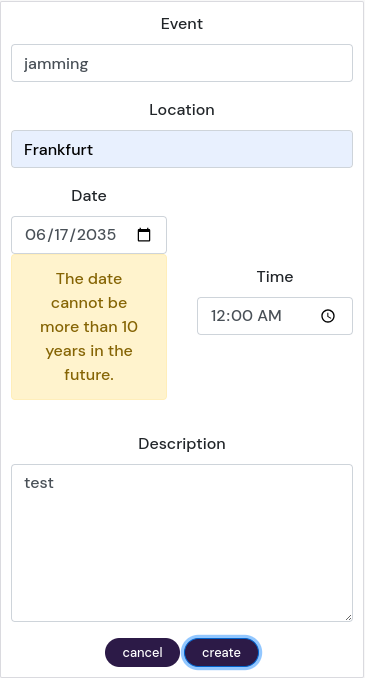 Event
jamming
Location
Frankfurt
Date
06/17/2035
The date
cannot be
more than 10
years in the
future.
Time
12:00 AM
Description
test
cancel
create